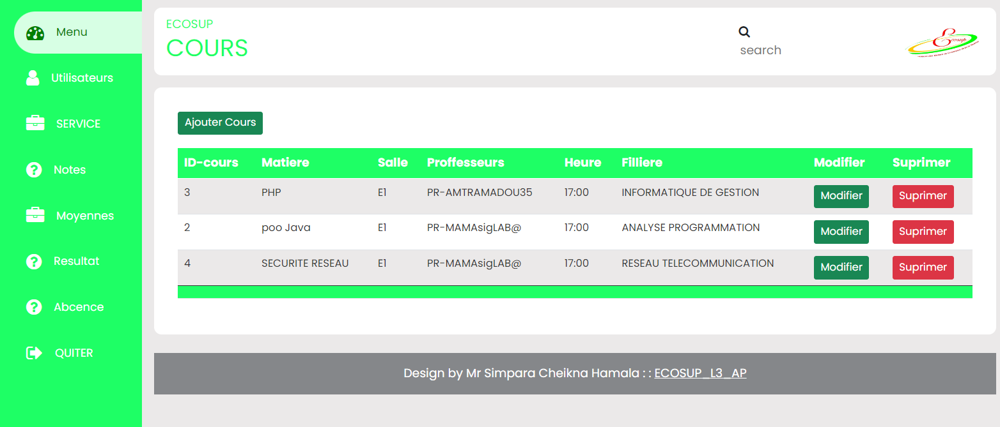 Menu
Utilisateurs
SERVICE
Notes
Moyennes
Resultat
Abcence
QUITER
ECOSUP
COURS
search
Ecosup
Ajouter Cours
ID-cours Matiere Salle Proffesseurs Heure Filliere Modifier Suprimer
3 PHP E1 PR-AMTRAMADOU35 17:00 INFORMATIQUE DE GESTION Modifier Suprimer
2 poo Java E1 PR-MAMAsigLAB@ 17:00 ANALYSE PROGRAMMATION Modifier Suprimer
4 SECURITE RESEAU E1 PR-MAMAsigLAB@ 17:00 RESEAU TELECOMMUNICATION Modifier Suprimer
Design by Mr Simpara Cheikna Hamala : : ECOSUP_L3_AP